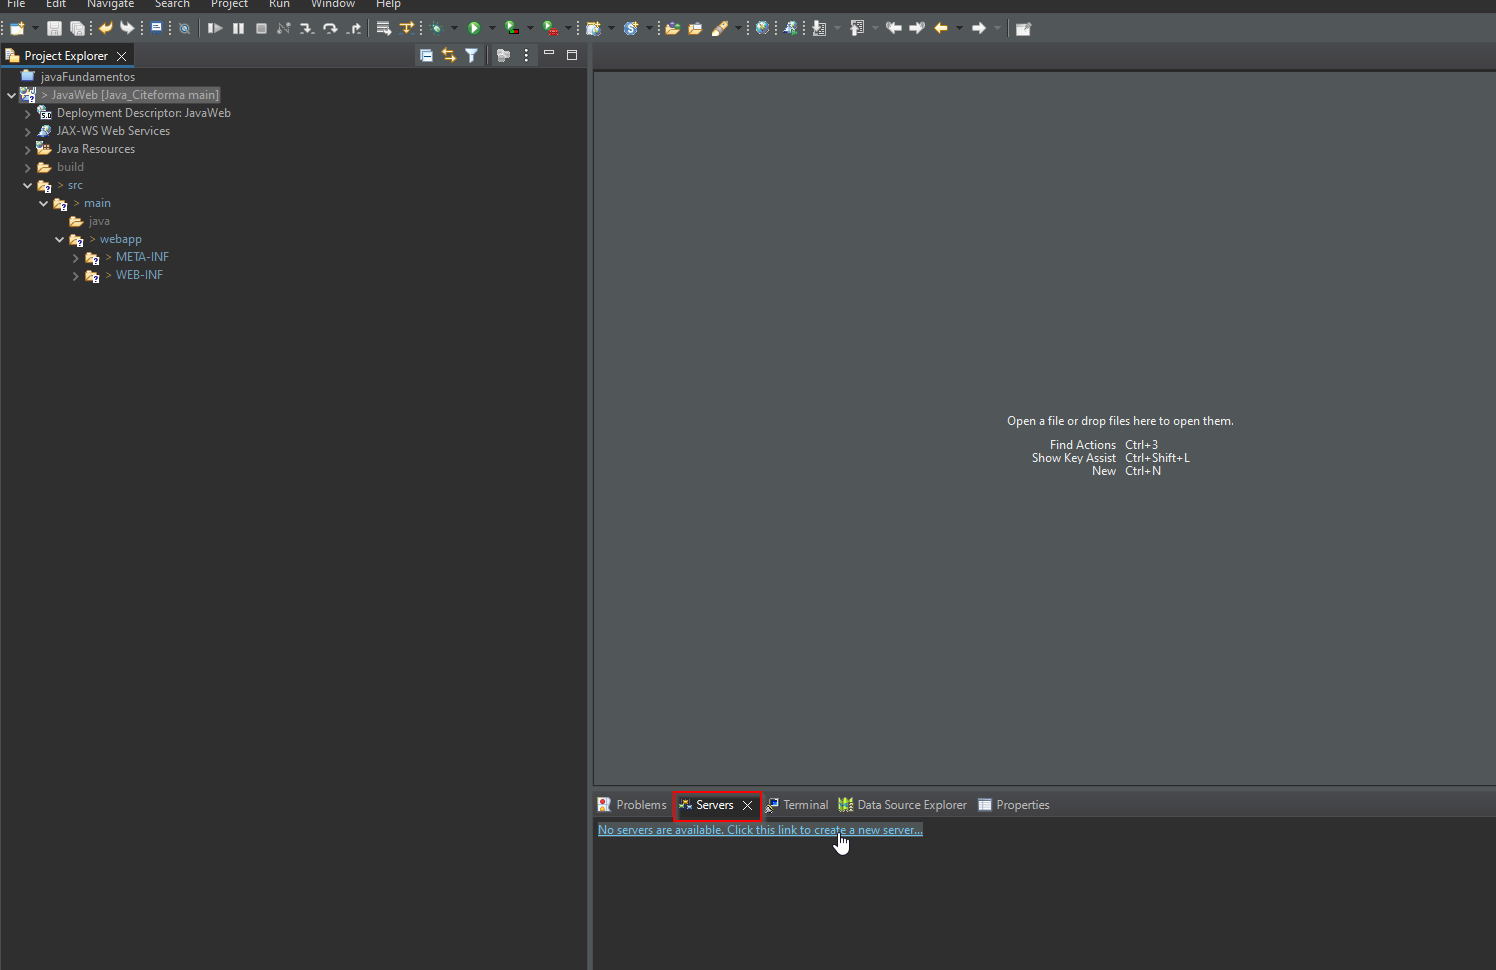 File Edit Navigate Search Project Run Window Help
Project Explorer
javaFundamentos
> JavaWeb [Java_Citeforma main]
Deployment Descriptor: JavaWeb
JAX-WS Web Services
Java Resources
build
> src
> main
java
> webapp
> META-INF
> WEB-INF
Open a file or drop files here to open them.
Find Actions Ctrl+3
Show Key Assist Ctrl+Shift+L
New Ctrl+N
Problems Servers Terminal Data Source Explorer Properties
No servers are available. Click this link to create a new server...